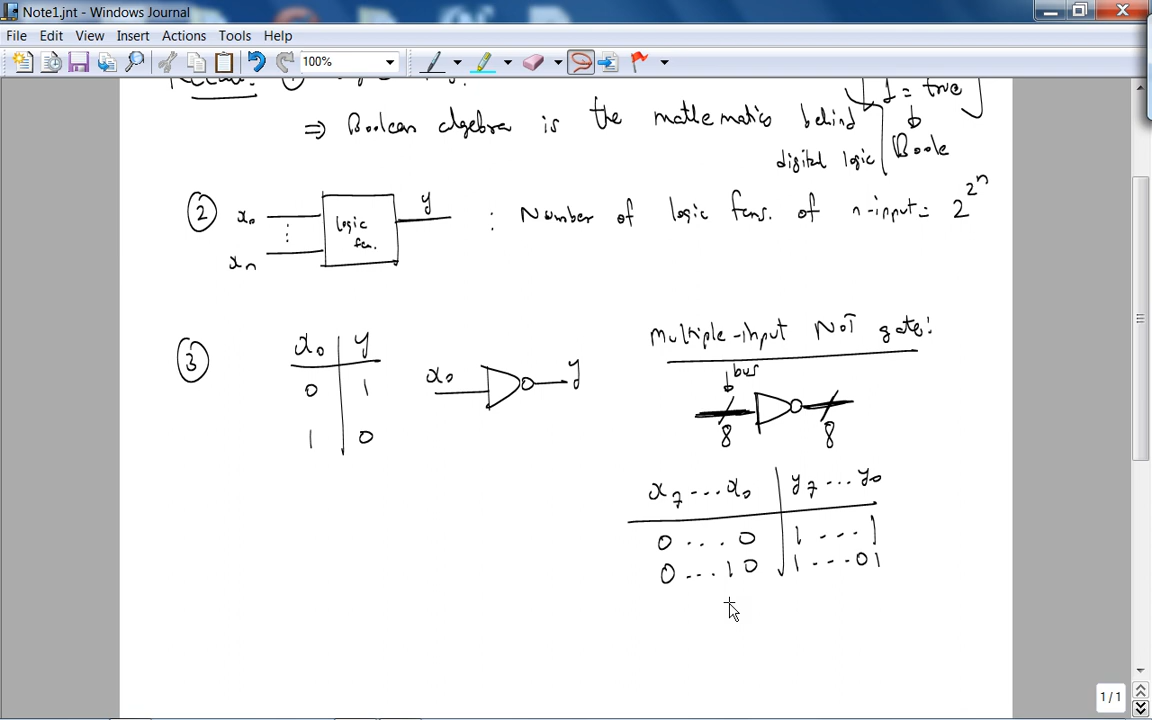 Note1.jnt - Windows Journal
File Edit View Insert Actions Tools Help
100%
1 = true
⇒ Boolean algebra is the mathematics behind
digital logic
Boole
② x₀ ⋮ xₙ logic fcn. y : Number of logic fcns. of n-input = 2^2^n
③
x₀ | y
0 | 1
1 | 0
x₀ y
Multiple-input NOT gate:
bus
8 8
x₇ ... x₀ | y₇ ... y₀
0 ... 0 | 1 ... 1
0 ... 1 0 | 1 ... 0 1
1 / 1